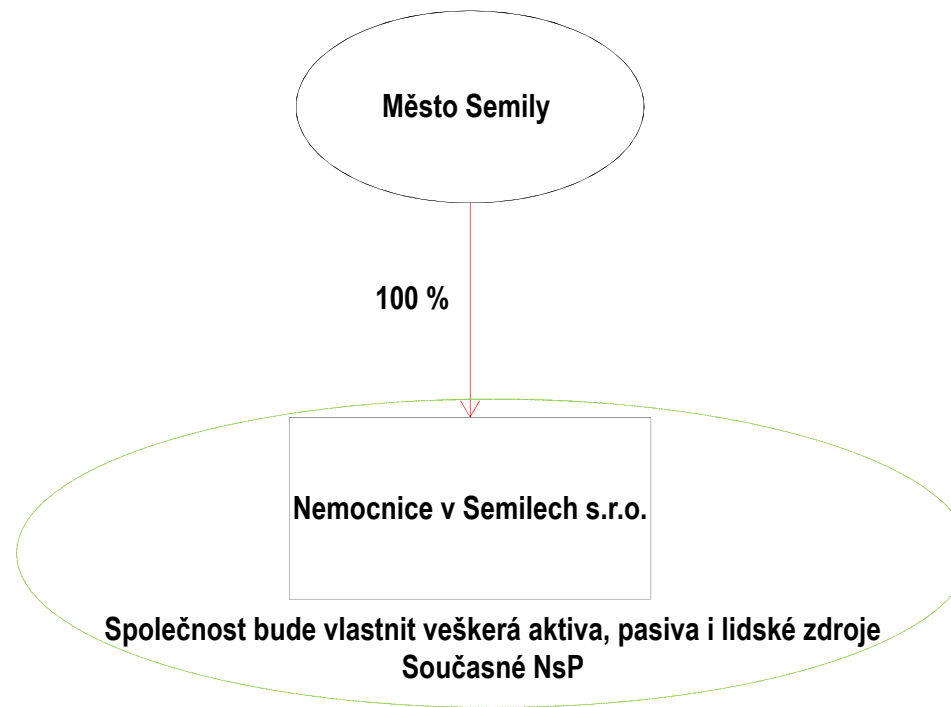 Město Semily
100 %
Nemocnice v Semilech s.r.o.
Společnost bude vlastnit veškerá aktiva, pasiva i lidské zdroje
Současné NsP